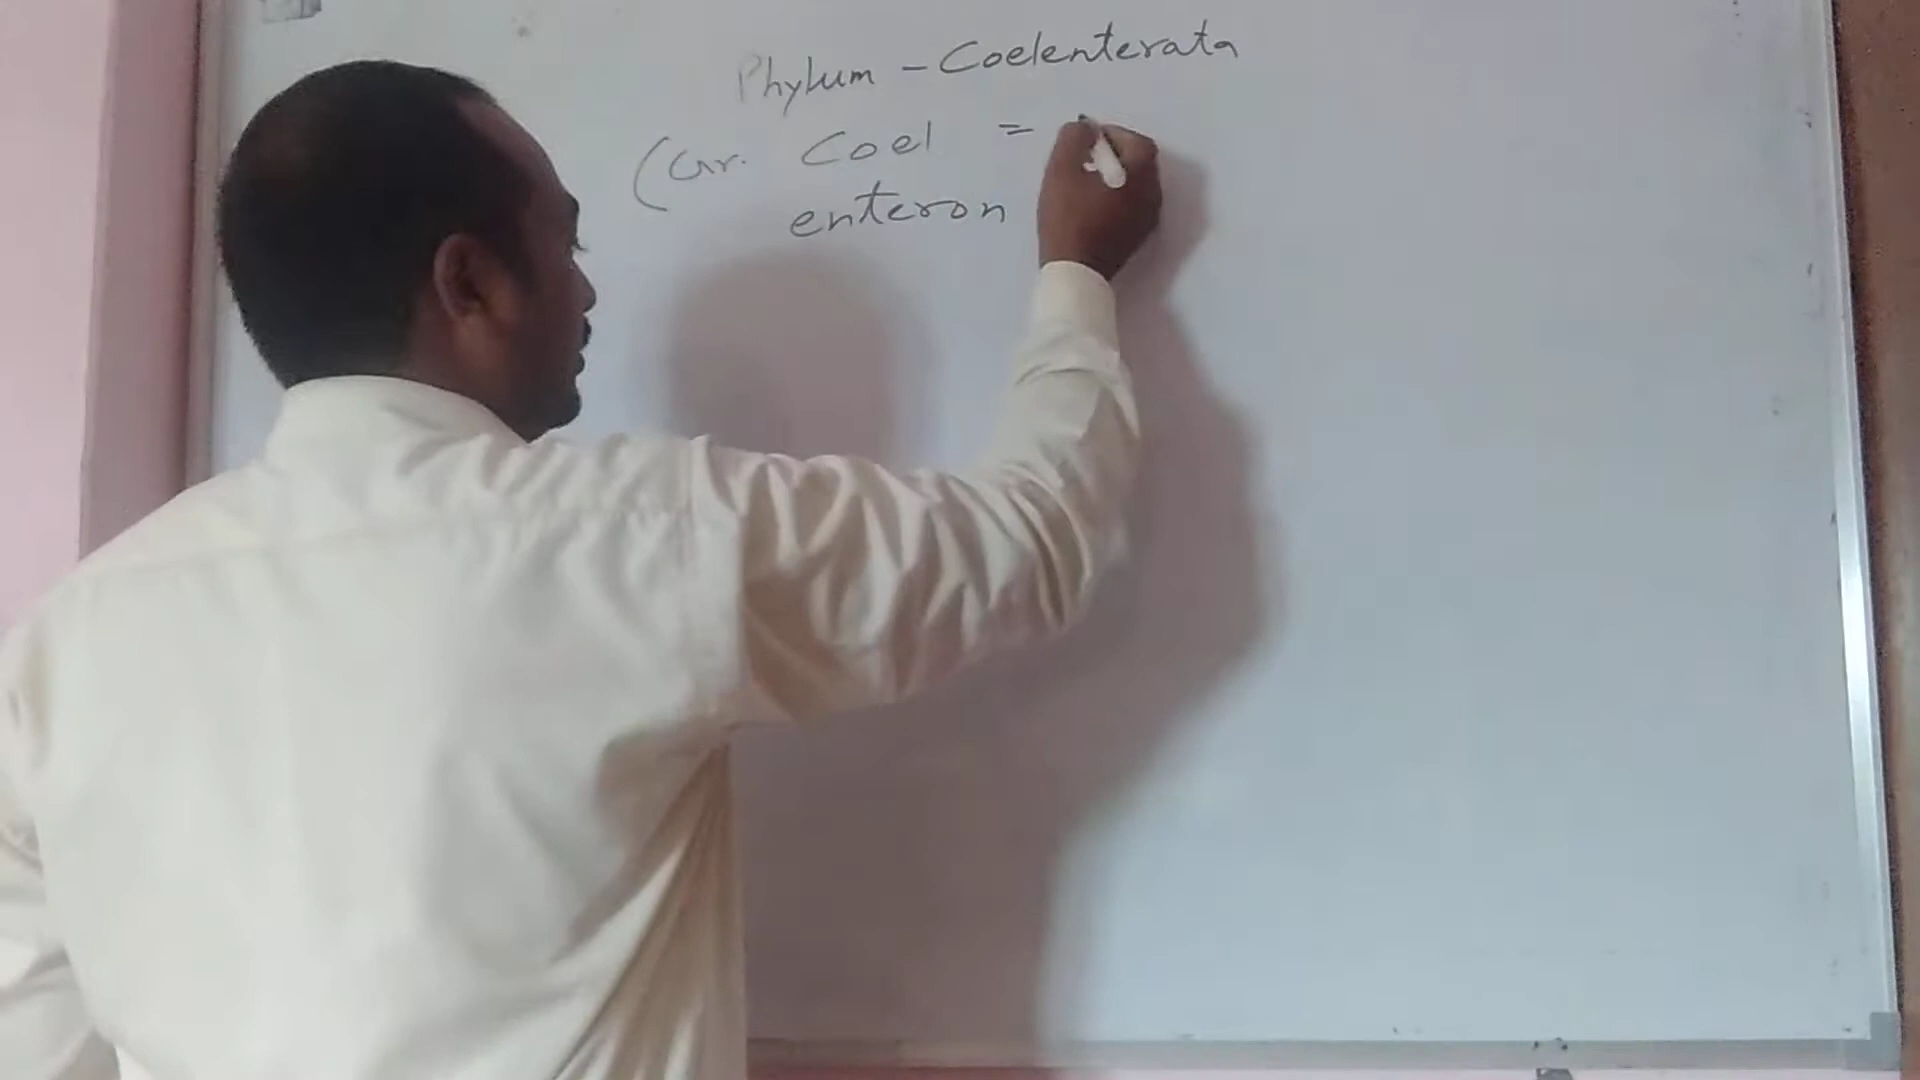 Phylum - Coelenterata
(Gr. Coel =
enteron